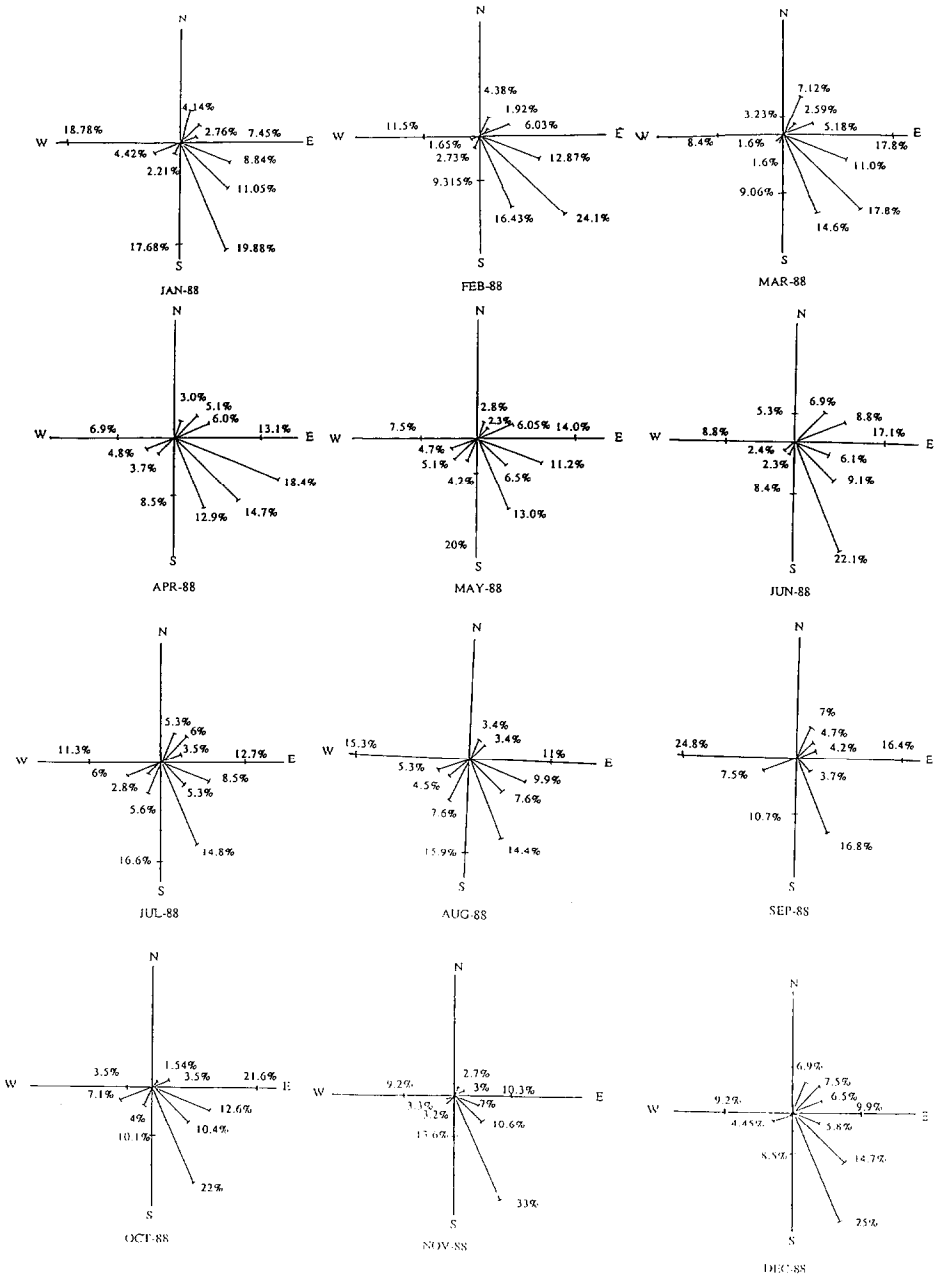 N
4.14%
18.78% 2.76% 7.45%
W E
4.42% 8.84%
2.21% 11.05%
17.68% 19.88%
S
JAN-88
N
4.38%
1.92%
11.5% 6.03%
W E
1.65% 12.87%
2.73%
9.315%
16.43% 24.1%
S
FEB-88
N
7.12%
3.23% 2.59%
5.18%
W E
8.4% 1.6% 17.8%
1.6% 11.0%
9.06%
17.8%
14.6%
S
MAR-88
N
3.0%
5.1%
6.9% 6.0% 13.1%
W E
4.8%
3.7%
18.4%
8.5%
12.9% 14.7%
S
APR-88
N
2.8%
7.5% 2.3% 6.05% 14.0%
W E
4.7%
5.1% 11.2%
4.2% 6.5%
13.0%
20%
S
MAY-88
N
6.9%
5.3%
8.8% 8.8% 17.1%
W E
2.4% 6.1%
2.3%
8.4% 9.1%
22.1%
S
JUN-88
N
5.3%
6%
11.3% 3.5% 12.7%
W E
6% 8.5%
2.8% 5.3%
5.6%
14.8%
16.6%
S
JUL-88
N
3.4%
15.3% 3.4% 11%
W E
5.3% 9.9%
4.5% 7.6%
7.6%
15.9% 14.4%
S
AUG-88
N
7%
4.7%
24.8% 4.2% 16.4%
W E
7.5% 3.7%
10.7%
16.8%
S
SEP-88
N
1.54%
3.5% 3.5% 21.6%
W E
7.1% 12.6%
4% 10.4%
10.1%
22%
S
OCT-88
N
2.7%
9.2% 3% 10.3%
W E
3.3% 7%
3.2% 10.6%
13.6%
33%
S
NOV-88
N
6.9%
7.5%
9.2% 6.5% 9.9%
W E
4.45% 5.8%
8.5% 14.7%
25%
S
DEC-88